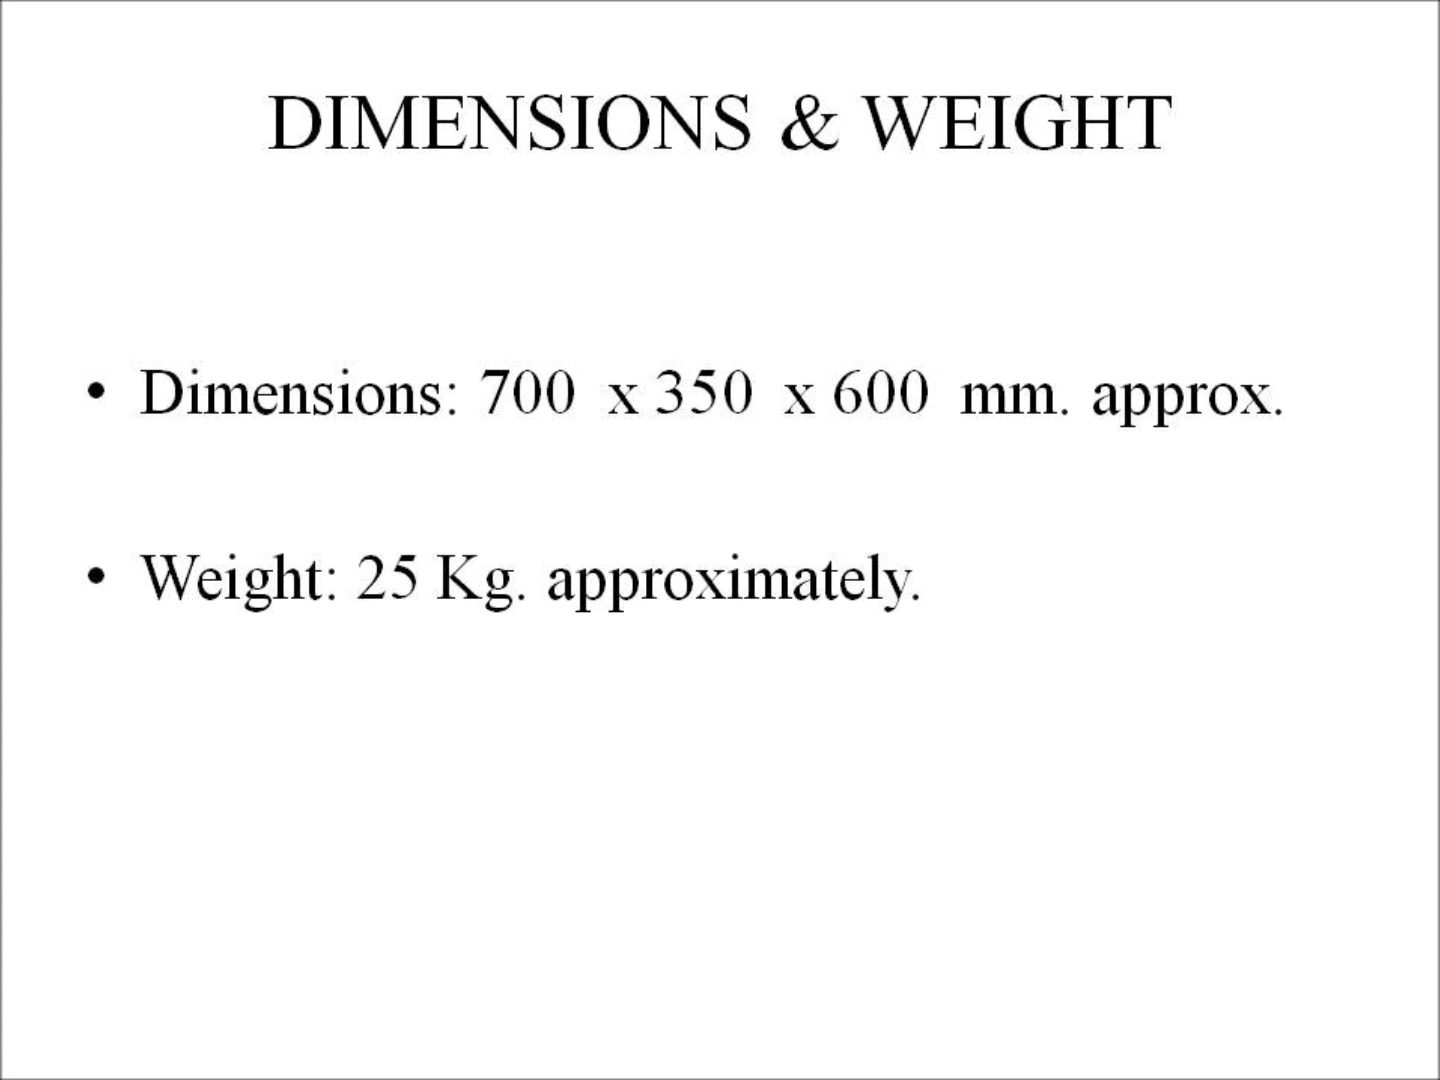 DIMENSIONS & WEIGHT
• Dimensions: 700 x 350 x 600 mm. approx.
• Weight: 25 Kg. approximately.